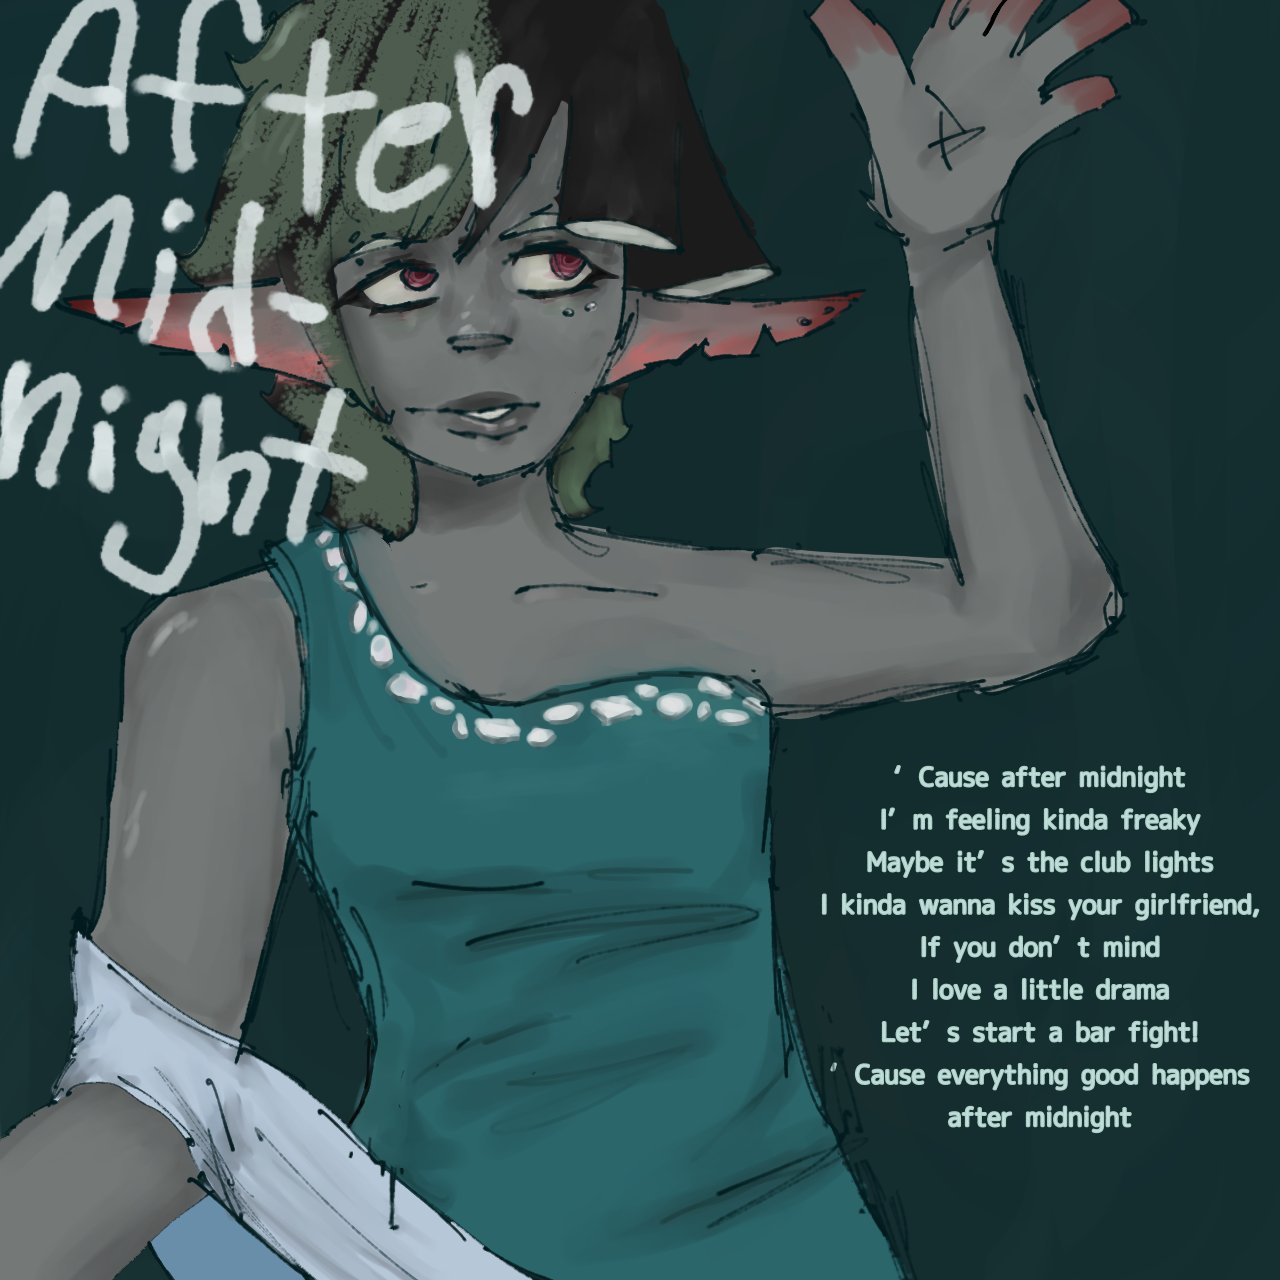 After
Mid-
night
‘ Cause after midnight
I’ m feeling kinda freaky
Maybe it’ s the club lights
I kinda wanna kiss your girlfriend,
If you don’ t mind
I love a little drama
Let’ s start a bar fight!
‘ Cause everything good happens
after midnight